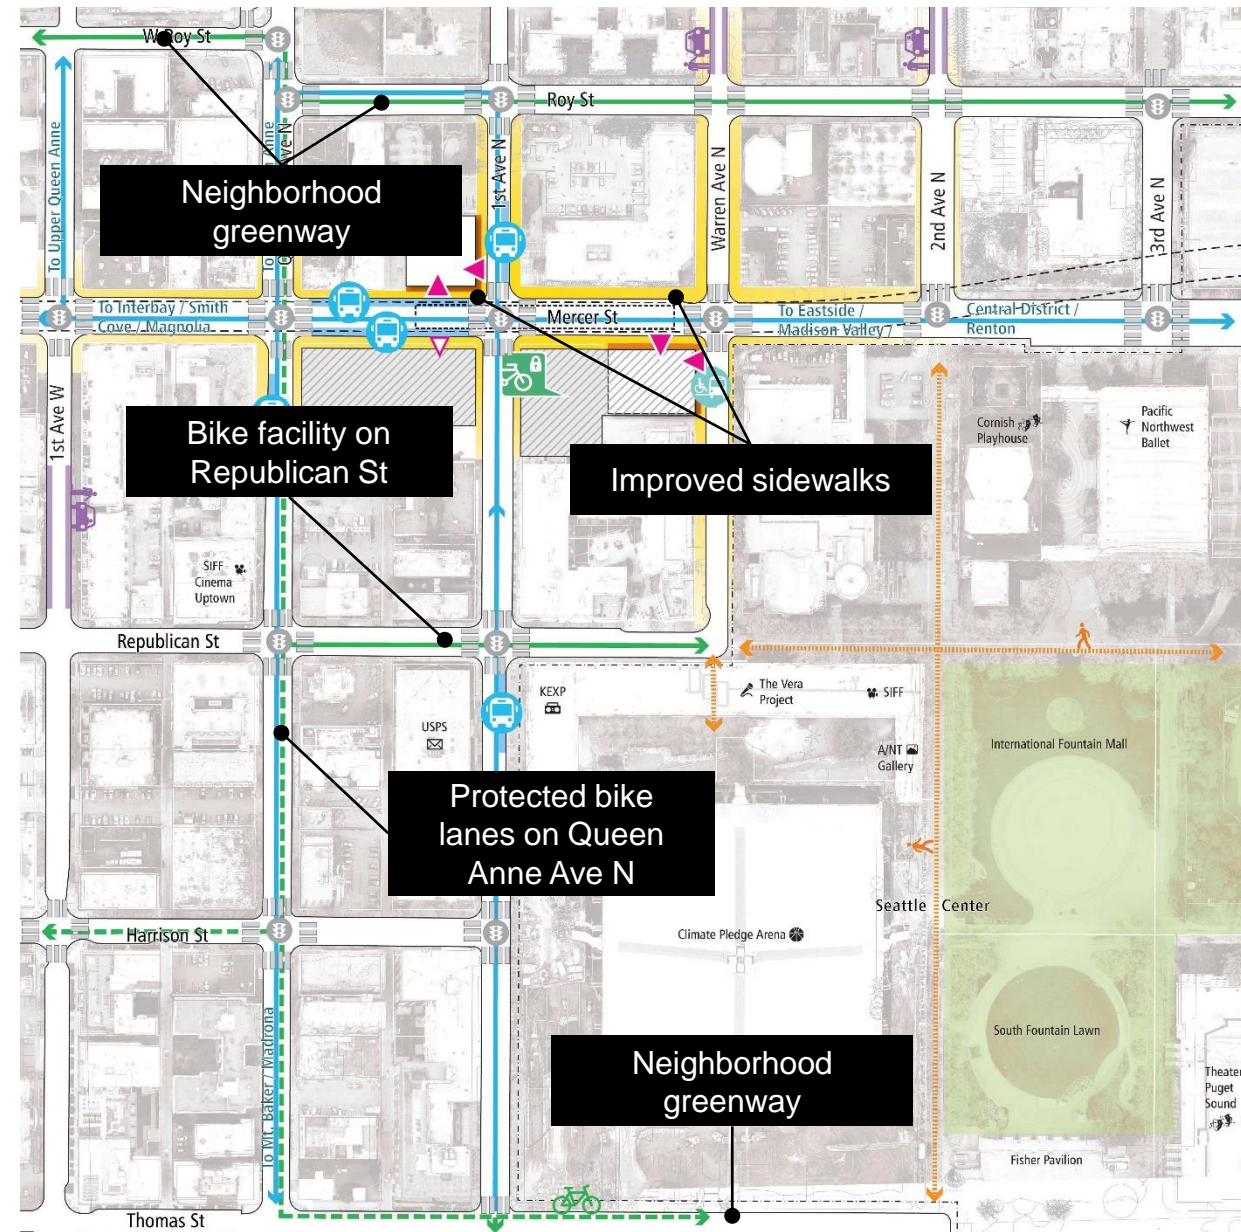 W Roy St
Roy St
To Upper Queen Anne
Ave N
1st Ave N
Warren Ave N
2nd Ave N
3rd Ave N
Neighborhood
greenway
To Interbay / Smith
Cove / Magnolia
Mercer St
To Eastside /
Madison Valley /
Central District /
Renton
1st Ave W
Bike facility on
Republican St
Improved sidewalks
Cornish
Playhouse
Pacific
Northwest
Ballet
SIFF
Cinema
Uptown
Republican St
KEXP
The Vera
Project
SIFF
USPS
A/NT
Gallery
International Fountain Mall
Protected bike
lanes on Queen
Anne Ave N
Seattle Center
Harrison St
Climate Pledge Arena
South Fountain Lawn
To Mt. Baker / Madrona
Neighborhood
greenway
Theater
Puget
Sound
Fisher Pavilion
Thomas St